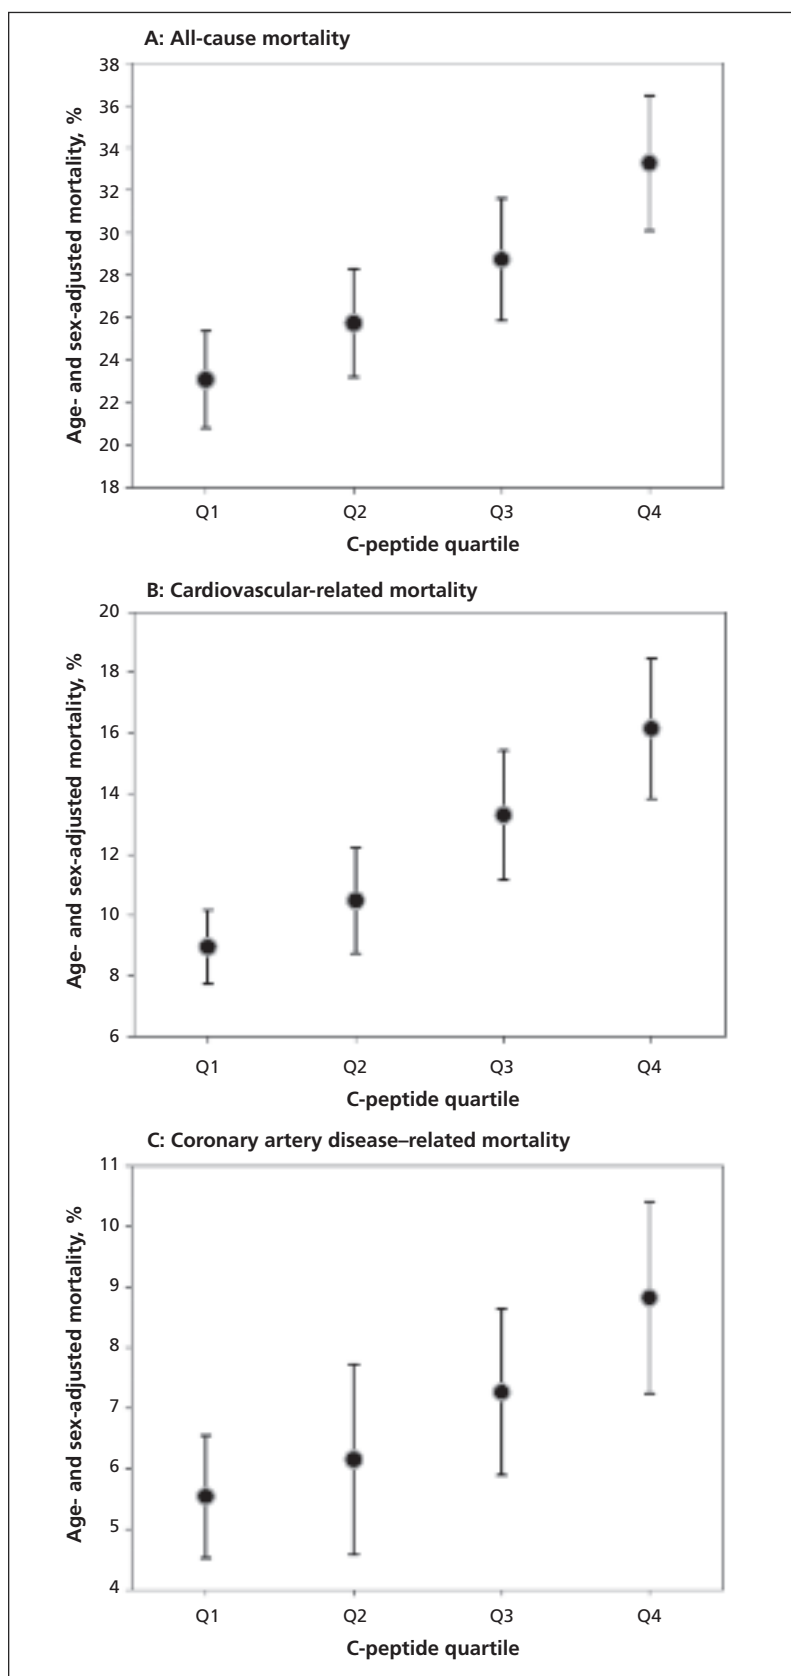 A: All-cause mortality
Age- and sex-adjusted mortality, %
38
36
34
32
30
28
26
24
22
20
18
Q1 Q2 Q3 Q4
C-peptide quartile
B: Cardiovascular-related mortality
Age- and sex-adjusted mortality, %
20
18
16
14
12
10
8
6
Q1 Q2 Q3 Q4
C-peptide quartile
C: Coronary artery disease–related mortality
Age- and sex-adjusted mortality, %
11
10
9
8
7
6
5
4
Q1 Q2 Q3 Q4
C-peptide quartile